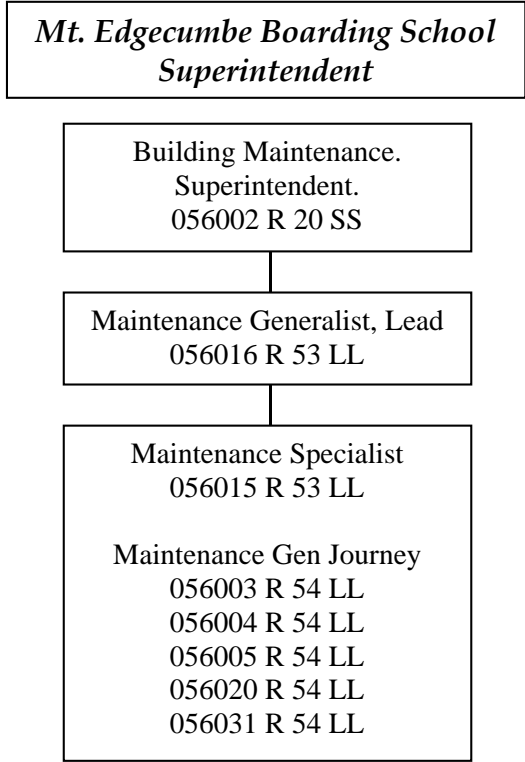 Mt. Edgecumbe Boarding School
Superintendent
Building Maintenance.
Superintendent.
056002 R 20 SS
Maintenance Generalist, Lead
056016 R 53 LL
Maintenance Specialist
056015 R 53 LL
Maintenance Gen Journey
056003 R 54 LL
056004 R 54 LL
056005 R 54 LL
056020 R 54 LL
056031 R 54 LL